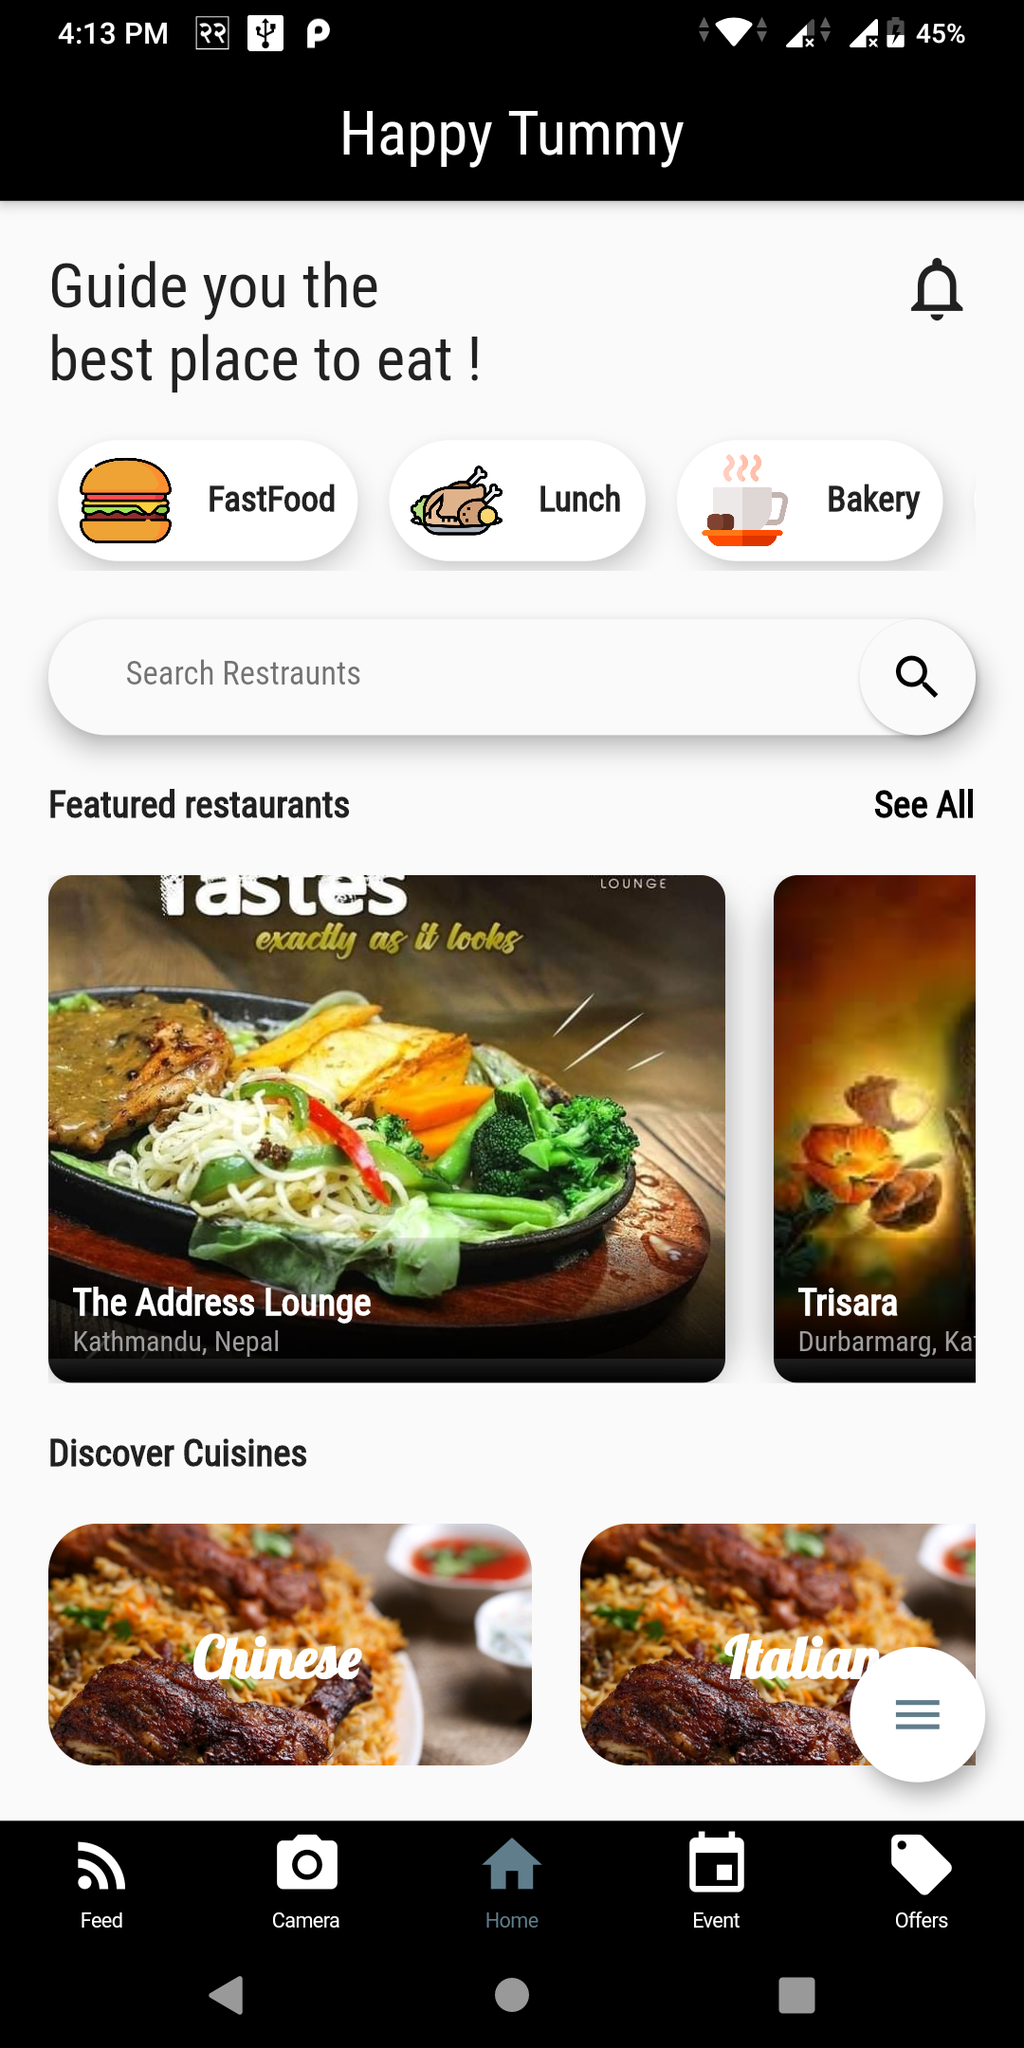 4:13 PM २२ 45%
Happy Tummy
Guide you the
best place to eat !
FastFood Lunch Bakery
Search Restraunts
Featured restaurants See All
Tastes LOUNGE
exactly as it looks
The Address Lounge Trisara
Kathmandu, Nepal Durbarmarg, Kat
Discover Cuisines
Chinese Italian
Feed Camera Home Event Offers